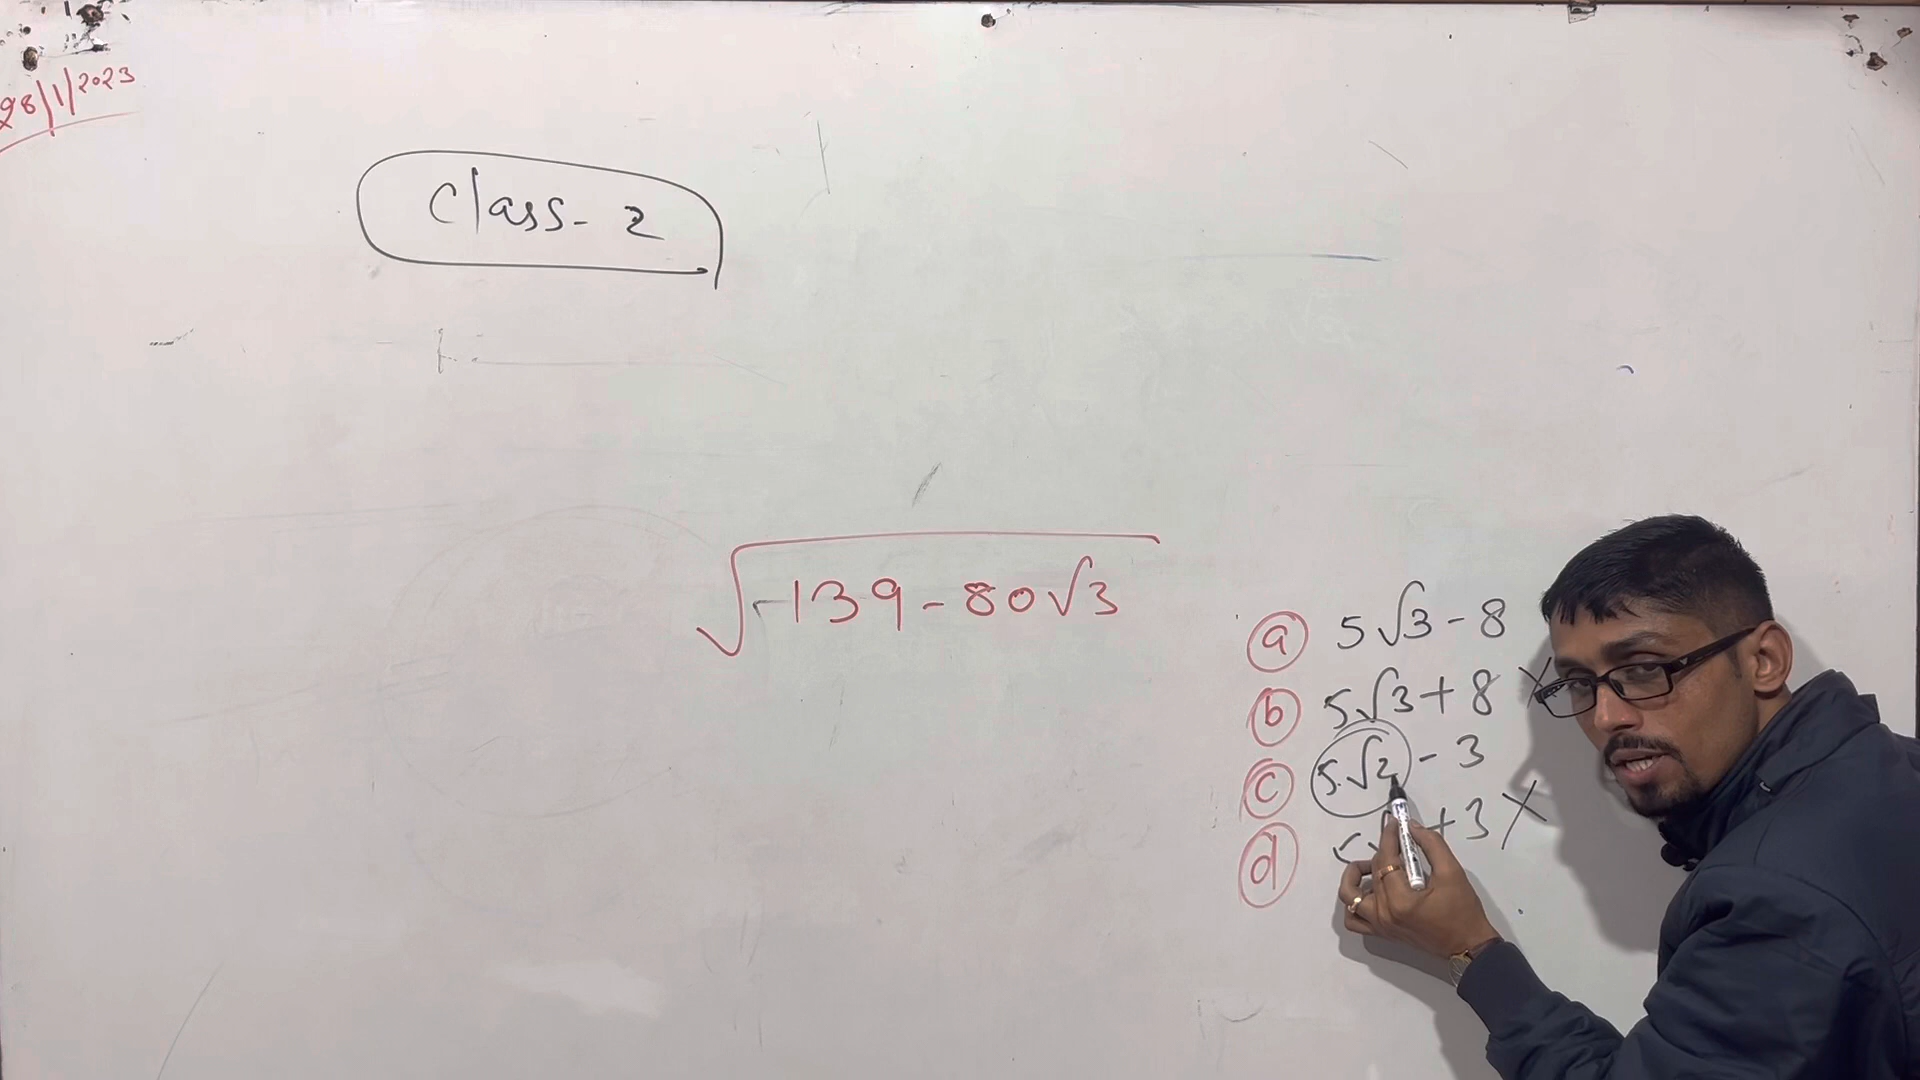 28/1/2023
Class-2
√139-80√3
a 5√3-8
b 5√3+8 X
c 5√2-3
d +3 X